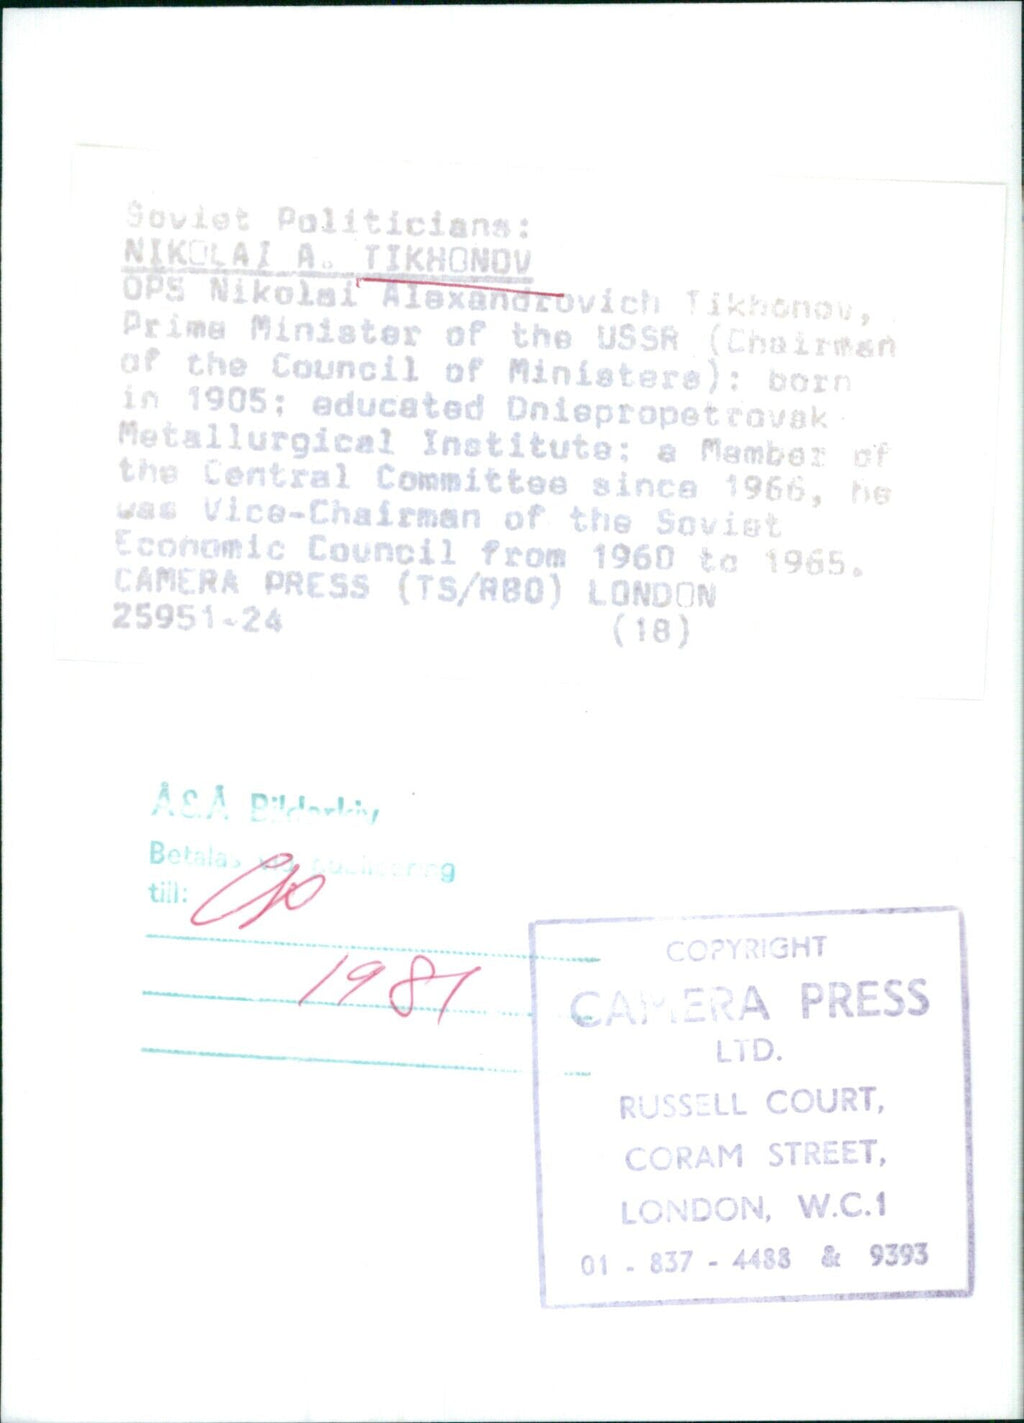 Soviet Politicians:
NIKOLAI A. TIKHONOV
OPS Nikolai Alexandrovich Tikhonov,
Prime Minister of the USSR (Chairman
of the Council of Ministers): born
in 1905; educated Dniepropetrovsk
Metallurgical Institute: a Member of
the Central Committee since 1966, he
was Vice-Chairman of the Soviet
Economic Council from 1960 to 1965.
CAMERA PRESS (TS/RBO) LONDON
25951-24 (18)
Å&Å Bildarkiv
Betalas vid publicering
till:
1981
COPYRIGHT
CAMERA PRESS
LTD.
RUSSELL COURT,
CORAM STREET,
LONDON, W.C.1
01 - 837 - 4488 & 9393